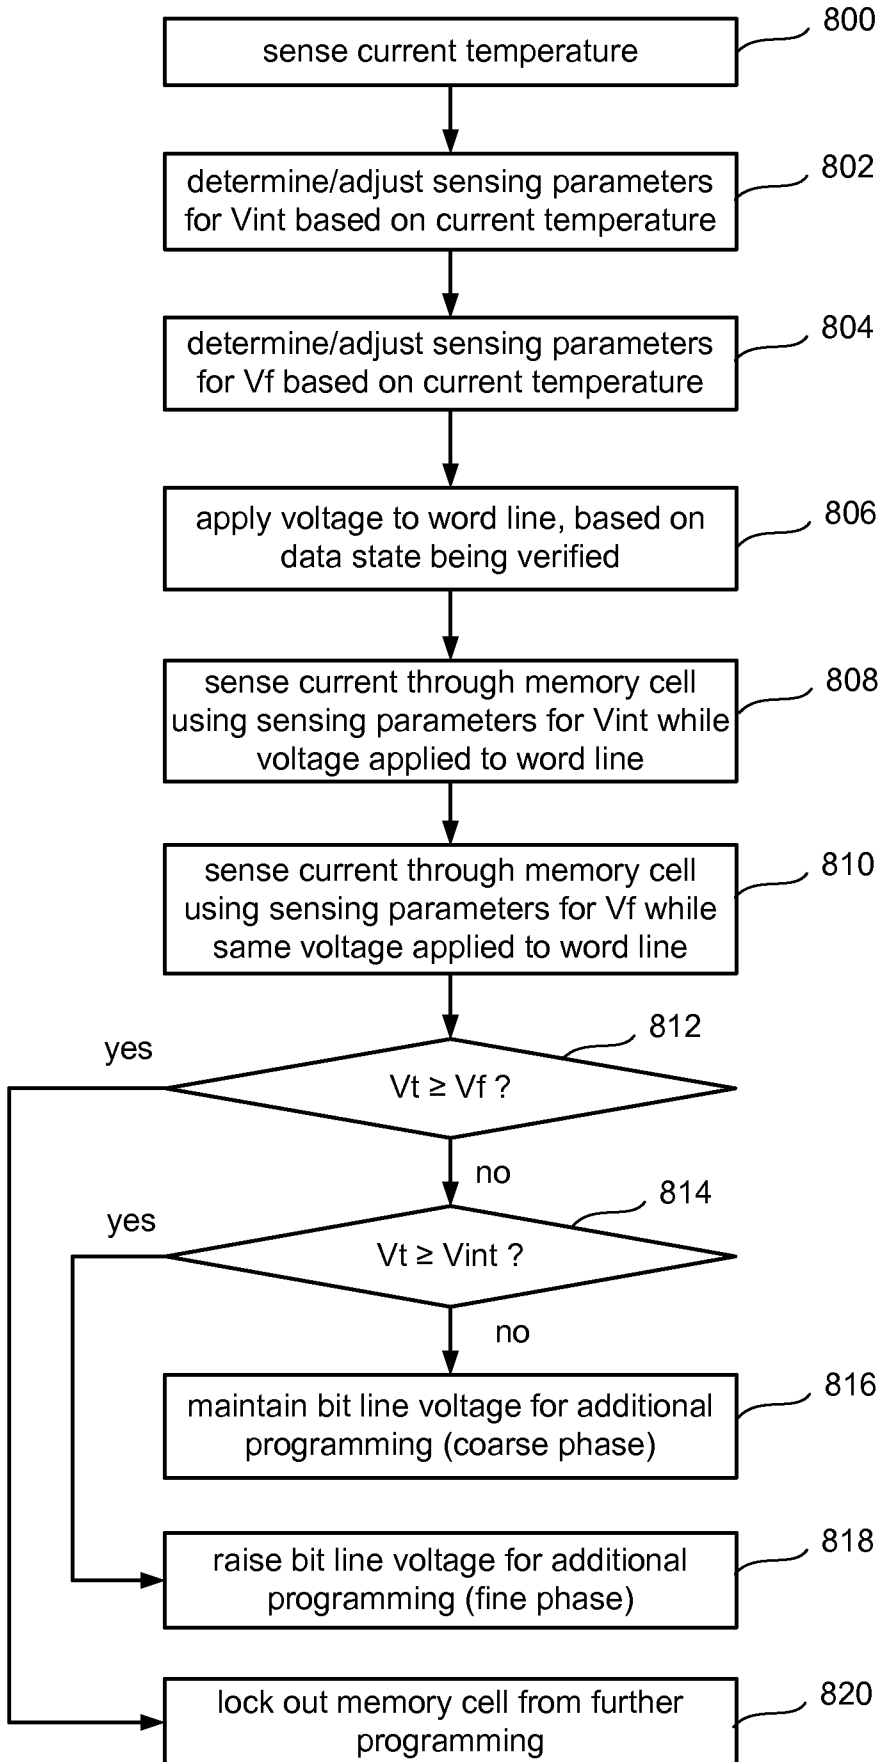 800
sense current temperature
802
determine/adjust sensing parameters
for Vint based on current temperature
804
determine/adjust sensing parameters
for Vf based on current temperature
806
apply voltage to word line, based on
data state being verified
808
sense current through memory cell
using sensing parameters for Vint while
voltage applied to word line
810
sense current through memory cell
using sensing parameters for Vf while
same voltage applied to word line
812
yes
Vt ≥ Vf ?
no
814
yes
Vt ≥ Vint ?
no
816
maintain bit line voltage for additional
programming (coarse phase)
818
raise bit line voltage for additional
programming (fine phase)
820
lock out memory cell from further
programming